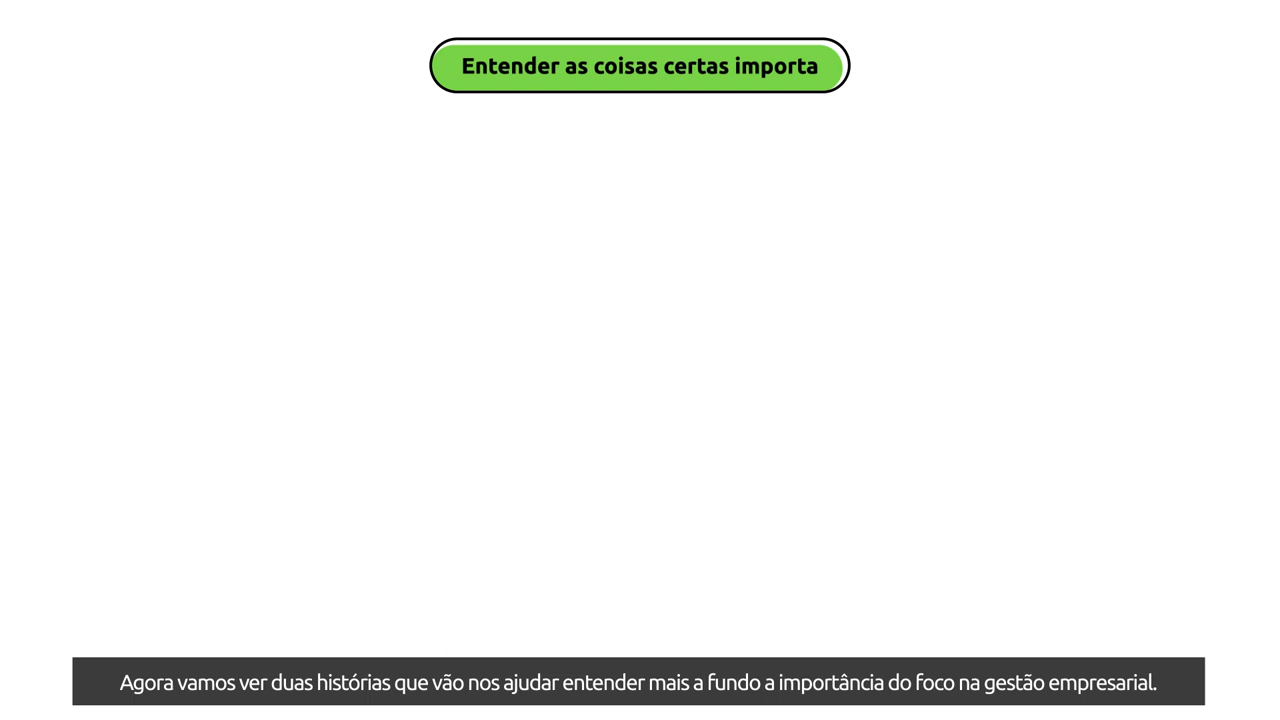 Entender as coisas certas importa
Agora vamos ver duas histórias que vão nos ajudar entender mais a fundo a importância do foco na gestão empresarial.